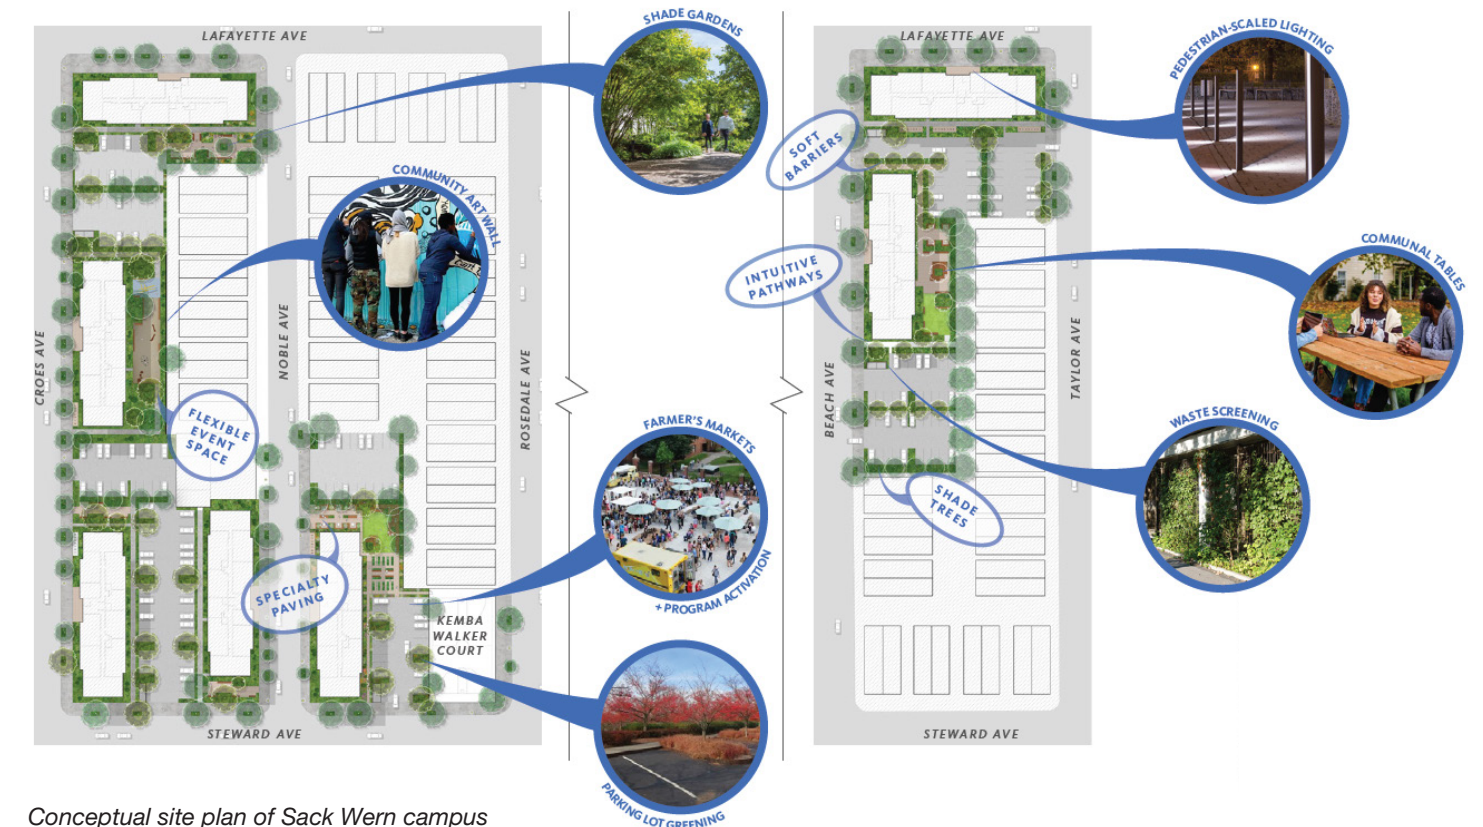 LAFAYETTE AVE
SHADE GARDENS
LAFAYETTE AVE
PEDESTRIAN-SCALED LIGHTING
SOFT
BARRIERS
COMMUNITY ART WALL
INTUITIVE
PATHWAYS
COMMUNAL TABLES
CROES AVE
NOBLE AVE
ROSEDALE AVE
BEACH AVE
TAYLOR AVE
FLEXIBLE
EVENT
SPACE
FARMER'S MARKETS
+ PROGRAM ACTIVATION
WASTE SCREENING
SHADE
TREES
SPECIALTY
PAVING
KEMBA
WALKER
COURT
STEWARD AVE
PARKING LOT GREENING
STEWARD AVE
Conceptual site plan of Sack Wern campus